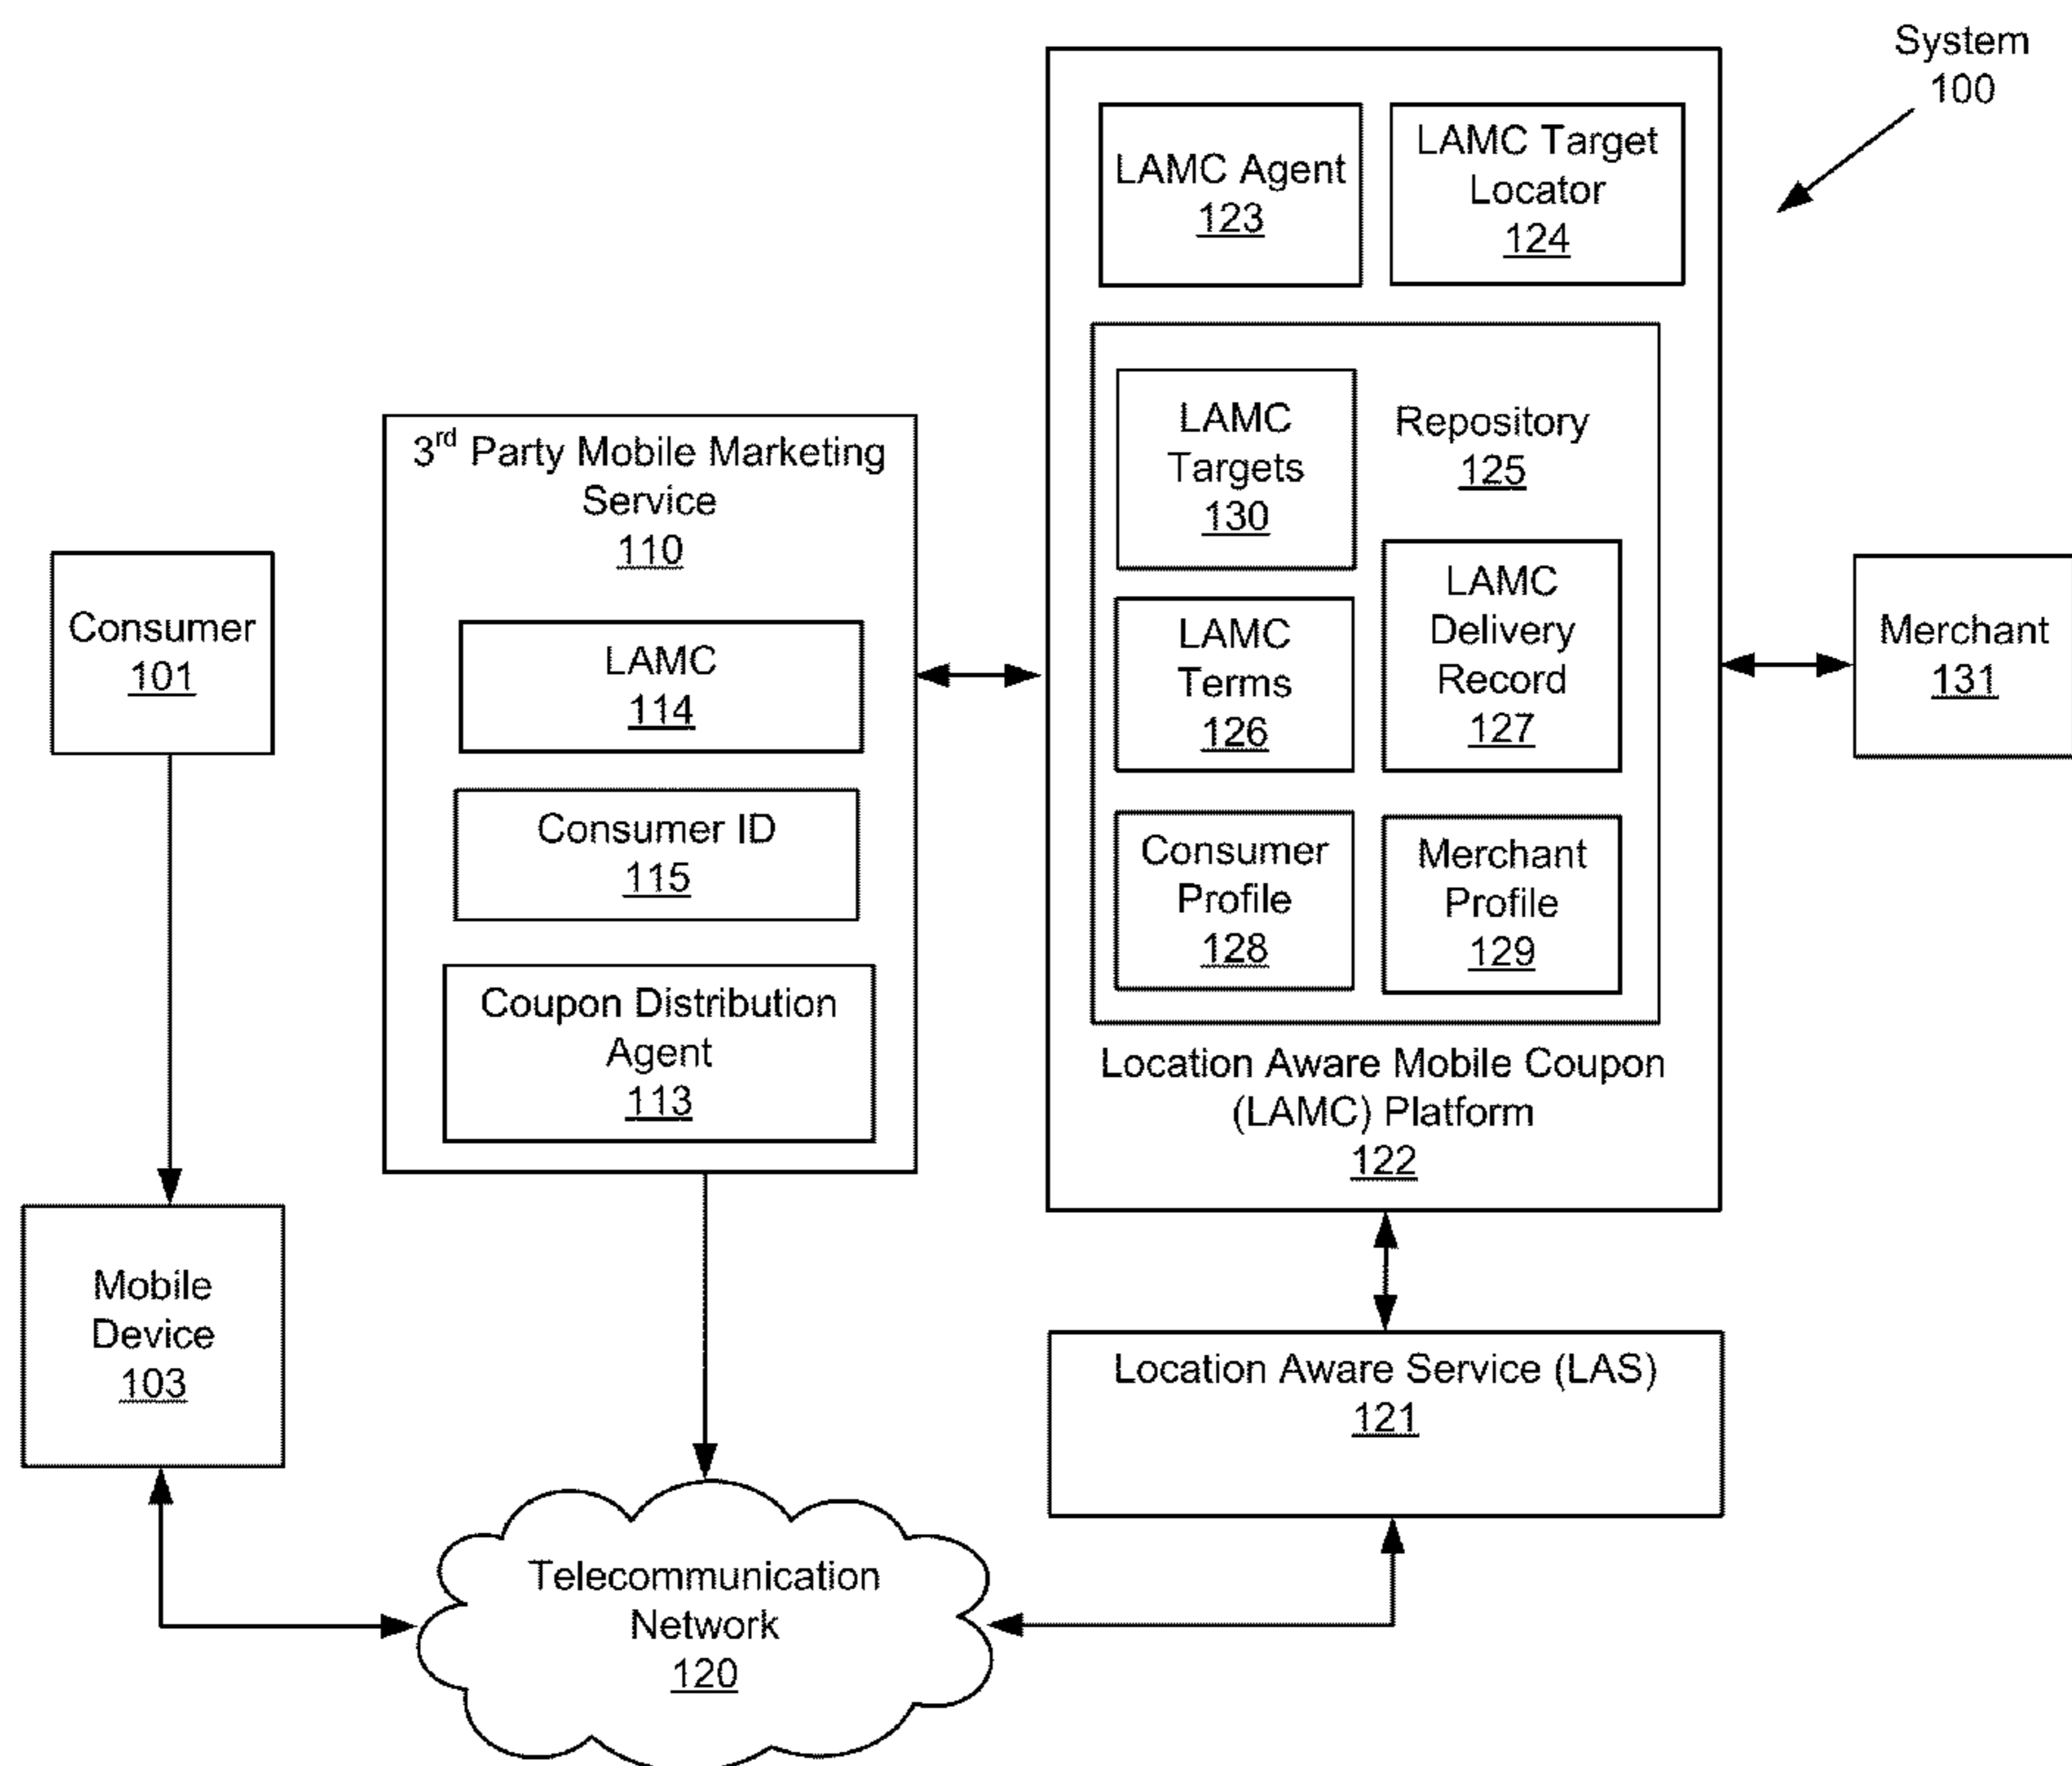 System
100
LAMC Agent
123
LAMC Target
Locator
124
LAMC
Targets
130
Repository
125
LAMC
Terms
126
LAMC
Delivery
Record
127
Consumer
Profile
128
Merchant
Profile
129
Location Aware Mobile Coupon
(LAMC) Platform
122
3rd Party Mobile Marketing
Service
110
LAMC
114
Consumer ID
115
Coupon Distribution
Agent
113
Consumer
101
Merchant
131
Mobile
Device
103
Location Aware Service (LAS)
121
Telecommunication
Network
120